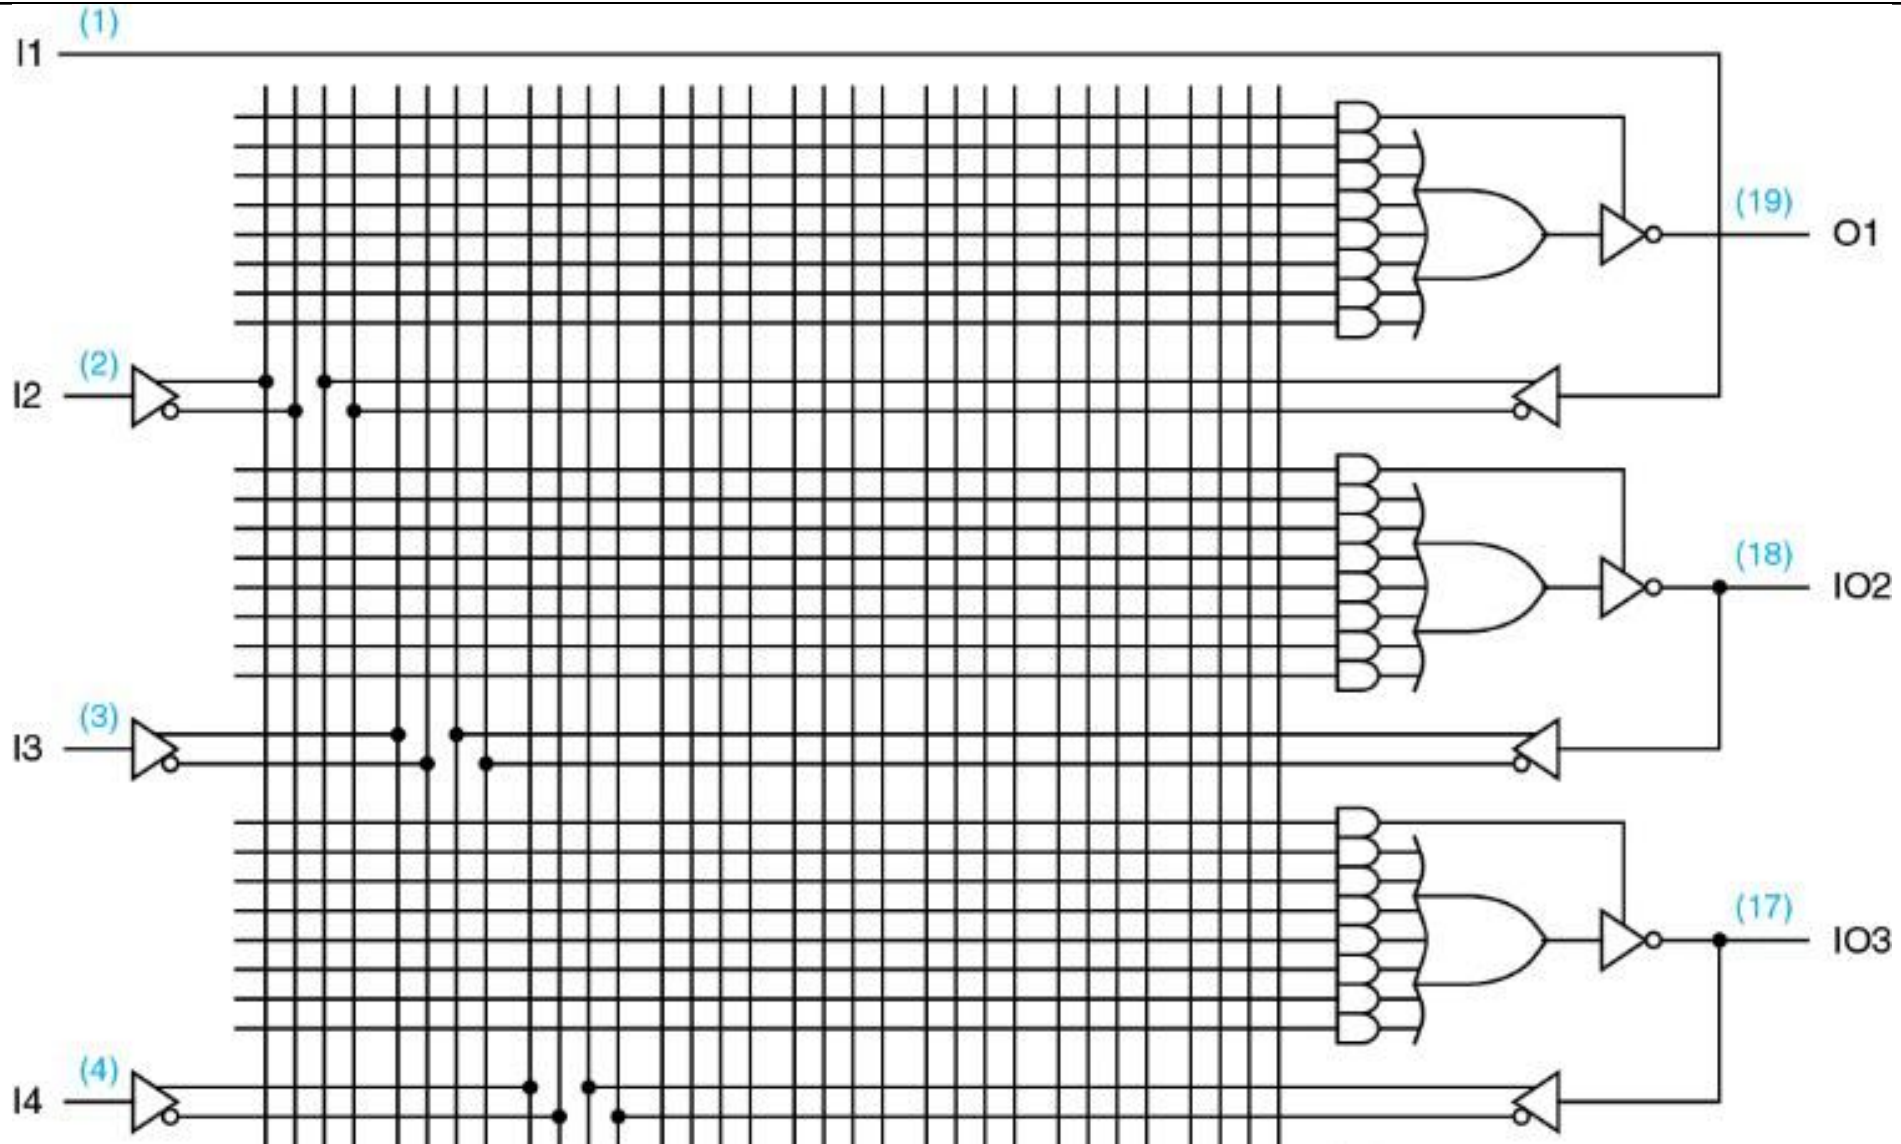 (1)
I1
(19)
O1
(2)
I2
(18)
IO2
(3)
I3
(17)
IO3
(4)
I4